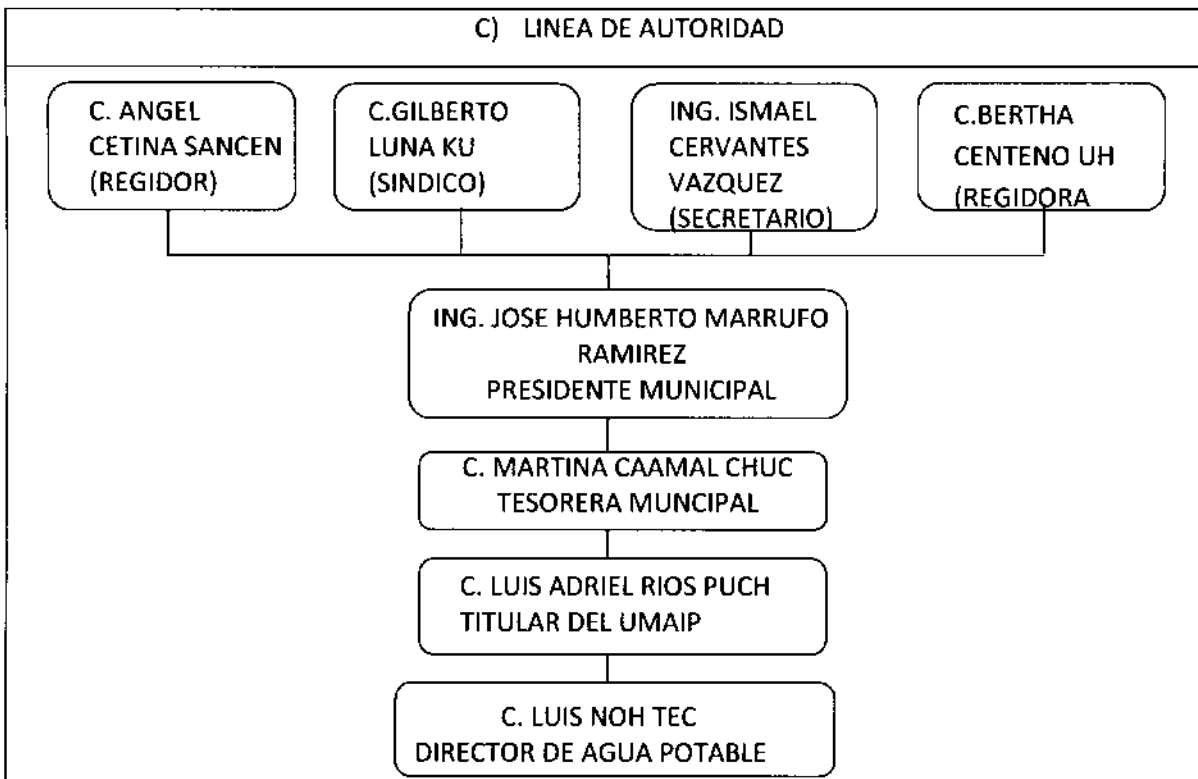 C) LINEA DE AUTORIDAD
C. ANGEL
CETINA SANCEN
(REGIDOR)
C.GILBERTO
LUNA KU
(SINDICO)
ING. ISMAEL
CERVANTES
VAZQUEZ
(SECRETARIO)
C.BERTHA
CENTENO UH
(REGIDORA
ING. JOSE HUMBERTO MARRUFO
RAMIREZ
PRESIDENTE MUNICIPAL
C. MARTINA CAAMAL CHUC
TESORERA MUNCIPAL
C. LUIS ADRIEL RIOS PUCH
TITULAR DEL UMAIP
C. LUIS NOH TEC
DIRECTOR DE AGUA POTABLE